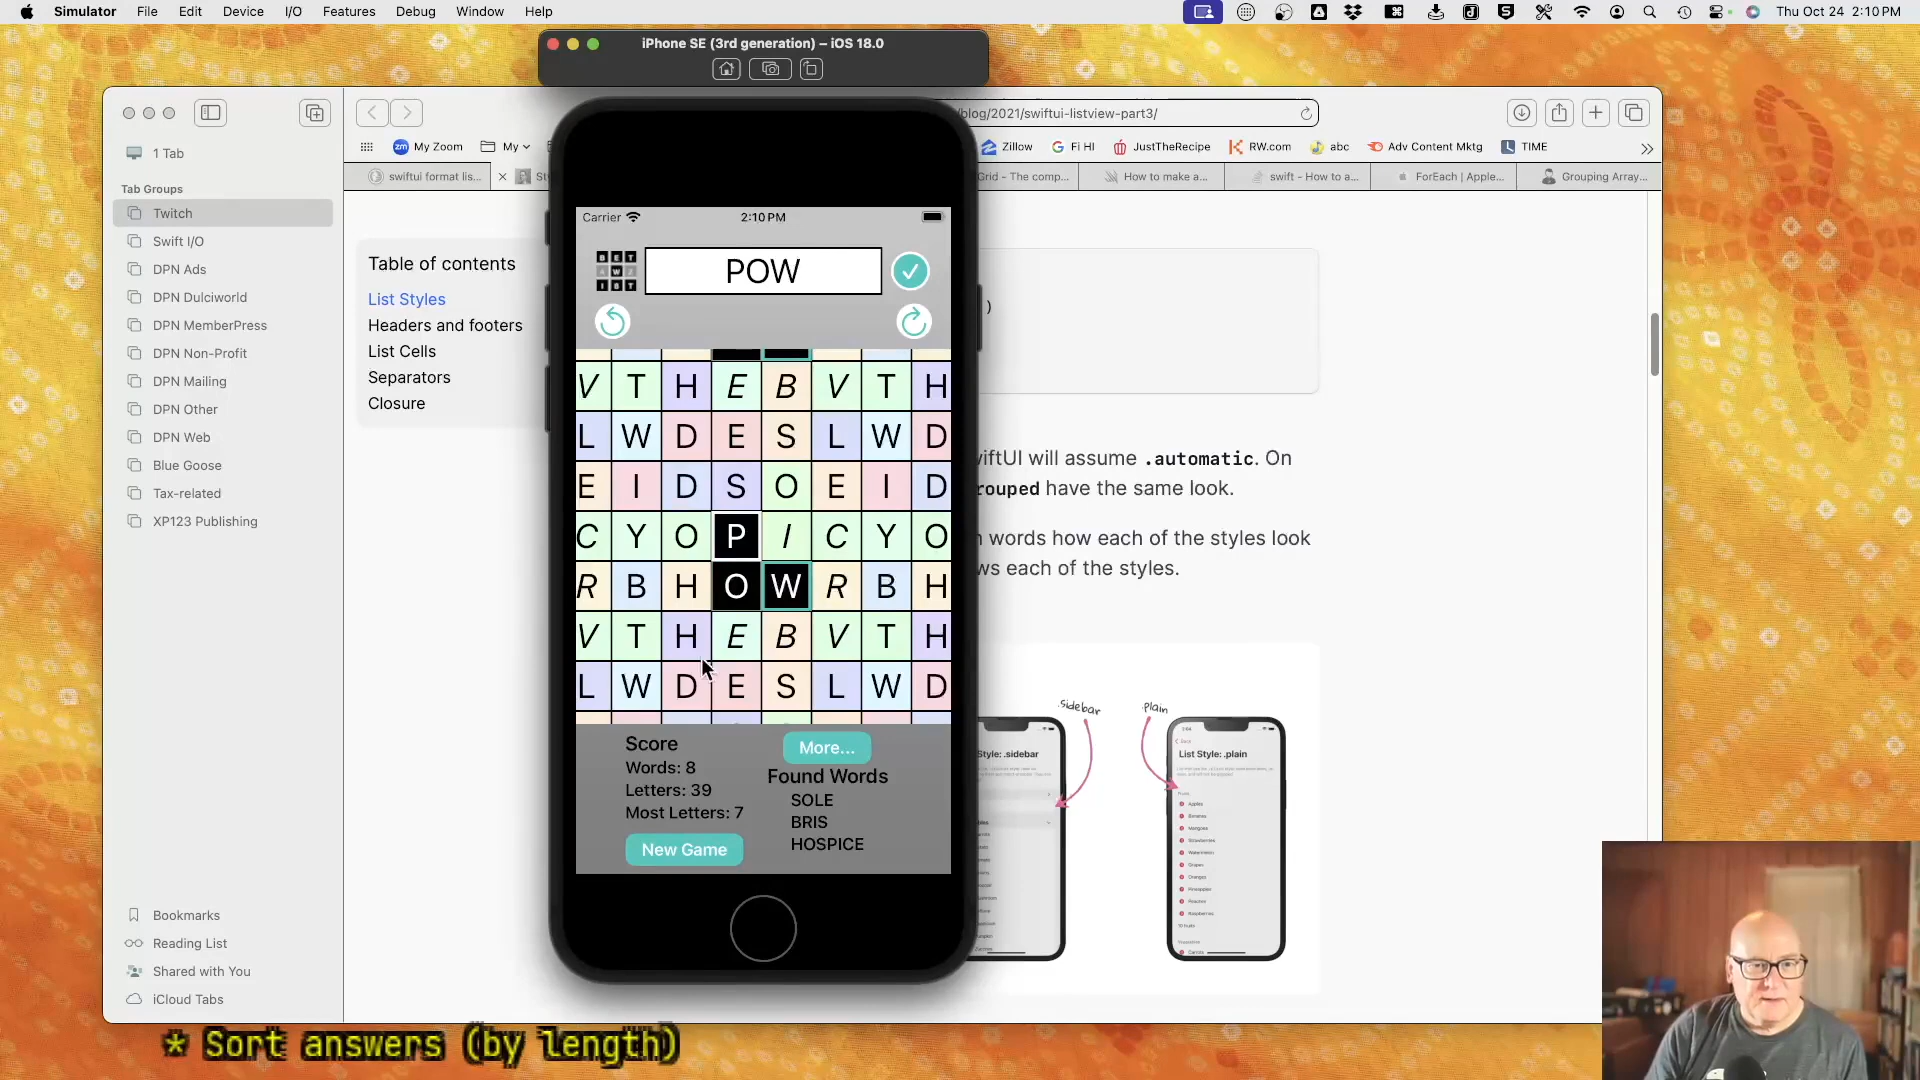 Simulator File Edit Device I/O Features Debug Window Help
Thu Oct 24 2:10 PM
iPhone SE (3rd generation) – iOS 18.0
1 Tab
Tab Groups
Twitch
Swift I/O
DPN Ads
DPN Dulciworld
DPN MemberPress
DPN Non-Profit
DPN Mailing
DPN Other
DPN Web
Blue Goose
Tax-related
XP123 Publishing
Bookmarks
Reading List
Shared with You
iCloud Tabs
/blog/2021/swiftui-listview-part3/
zm My Zoom My
Zillow Fi HI JustTheRecipe RW.com abc Adv Content Mktg TIME
swiftui format lis... St
Grid - The comp... How to make a... swift - How to a... ForEach | Apple... Grouping Array...
Table of contents
List Styles
Headers and footers
List Cells
Separators
Closure
)
iftUI will assume .automatic. On
rouped have the same look.
words how each of the styles look
ws each of the styles.
.sidebar
.plain
Style: .sidebar
List Style: .plain
Carrier 2:10 PM
B E T
A W J
I B T
POW
V T H E B V T H
L W D E S L W D
E I D S O E I D
C Y O P I C Y O
R B H O W R B H
V T H E B V T H
L W D E S L W D
Score
Words: 8
Letters: 39
Most Letters: 7
New Game
More...
Found Words
SOLE
BRIS
HOSPICE
* Sort answers (by length)